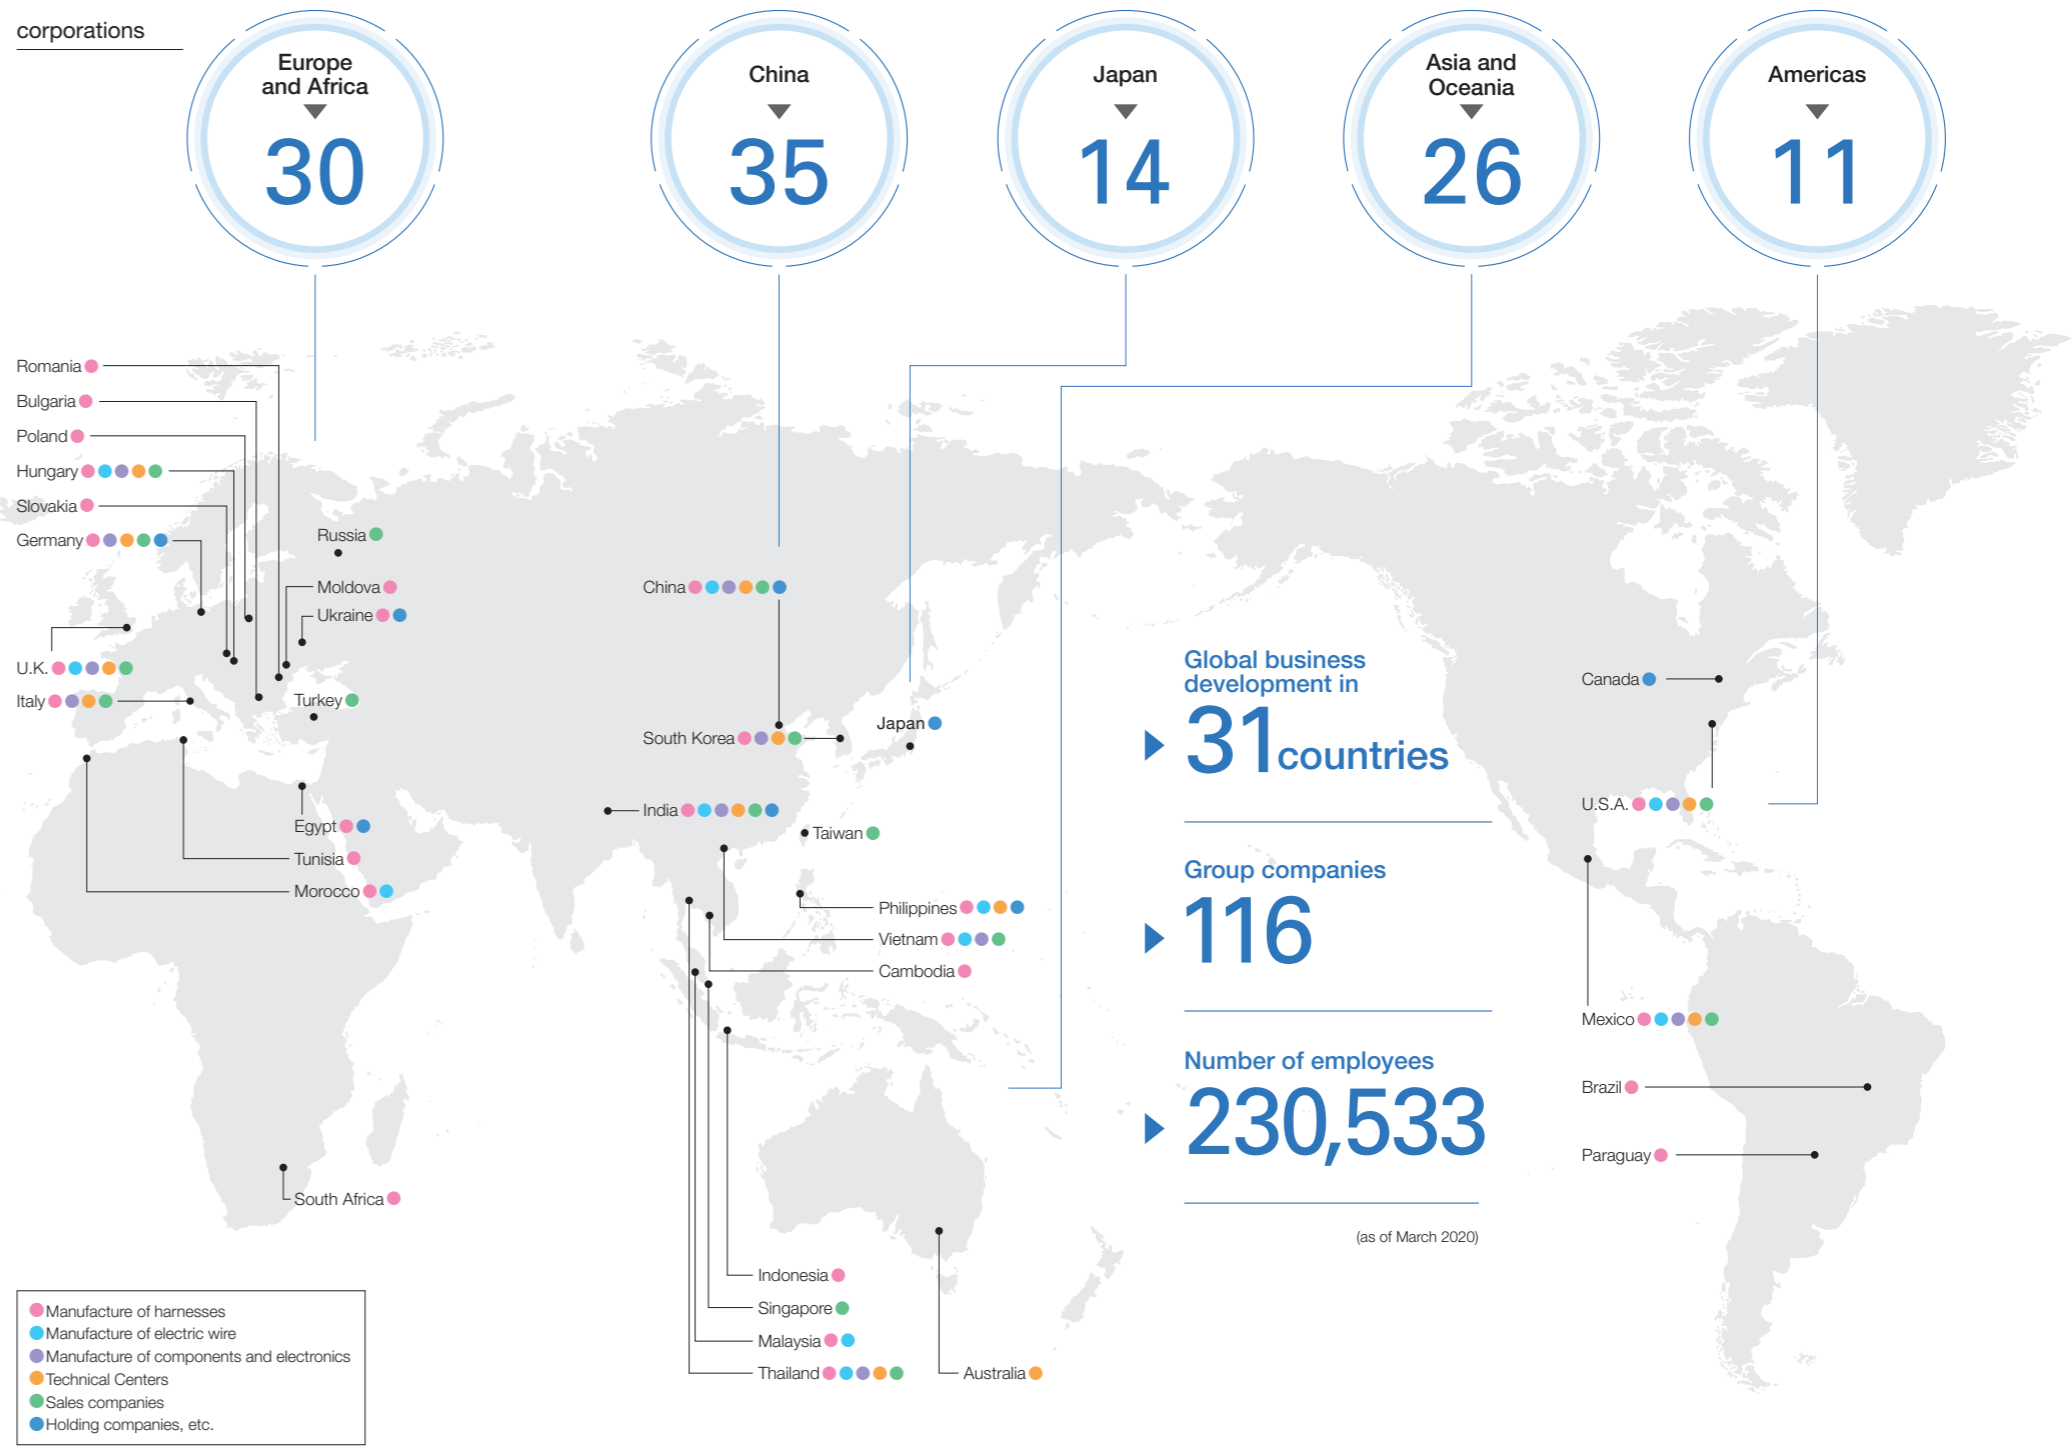 corporations
Europe
and Africa
30
China
35
Japan
14
Asia and
Oceania
26
Americas
11
Romania
Bulgaria
Poland
Hungary
Slovakia
Germany
U.K.
Italy
Russia
Moldova
Ukraine
Turkey
Egypt
Tunisia
Morocco
South Africa
China
South Korea
Japan
India
Taiwan
Philippines
Vietnam
Cambodia
Indonesia
Singapore
Malaysia
Thailand
Australia
Global business
development in
31 countries
Group companies
116
Number of employees
230,533
(as of March 2020)
Canada
U.S.A.
Mexico
Brazil
Paraguay
Manufacture of harnesses
Manufacture of electric wire
Manufacture of components and electronics
Technical Centers
Sales companies
Holding companies, etc.